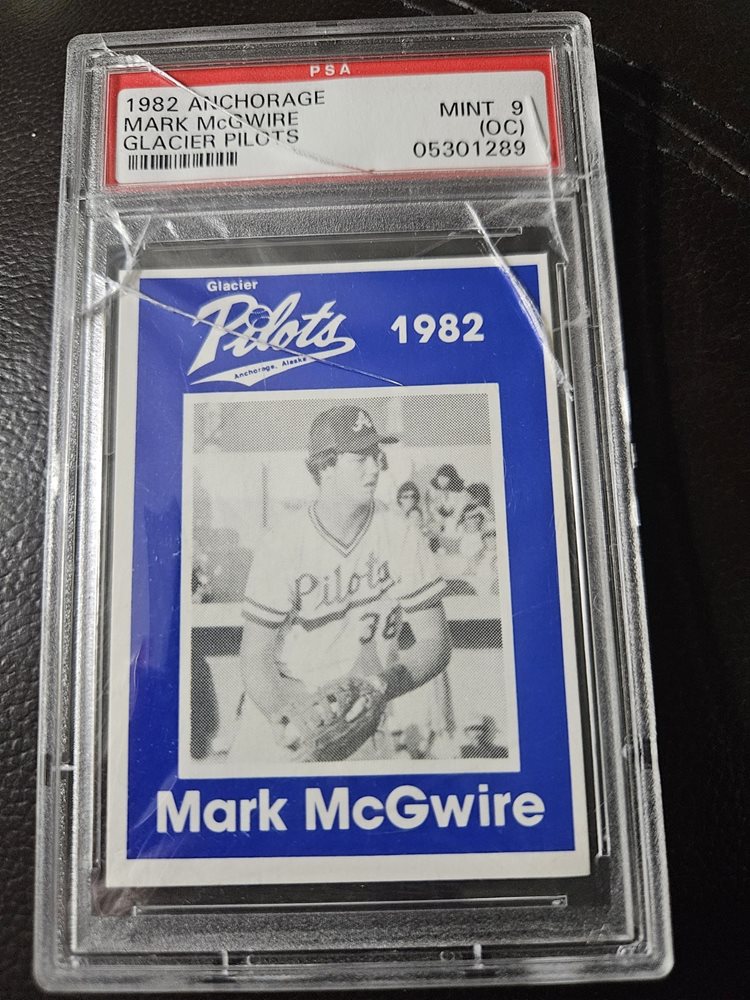 PSA
1982 ANCHORAGE
MARK McGWIRE
GLACIER PILOTS
MINT 9
(OC)
05301289
Glacier
Pilots
Anchorage, Alaska
1982
A
Pilots
36
Mark McGwire